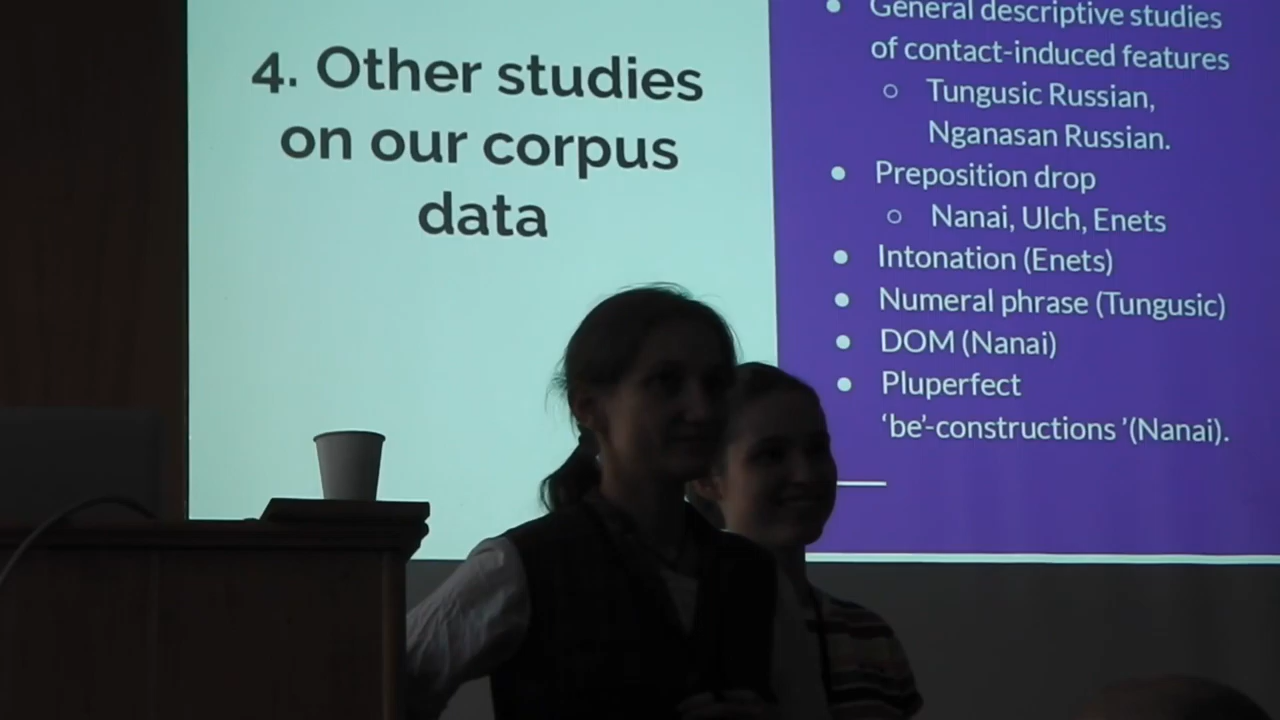 4. Other studies
on our corpus
data
● General descriptive studies
of contact-induced features
○ Tungusic Russian,
Nganasan Russian.
● Preposition drop
○ Nanai, Ulch, Enets
● Intonation (Enets)
● Numeral phrase (Tungusic)
● DOM (Nanai)
● Pluperfect
‘be’-constructions ’(Nanai).